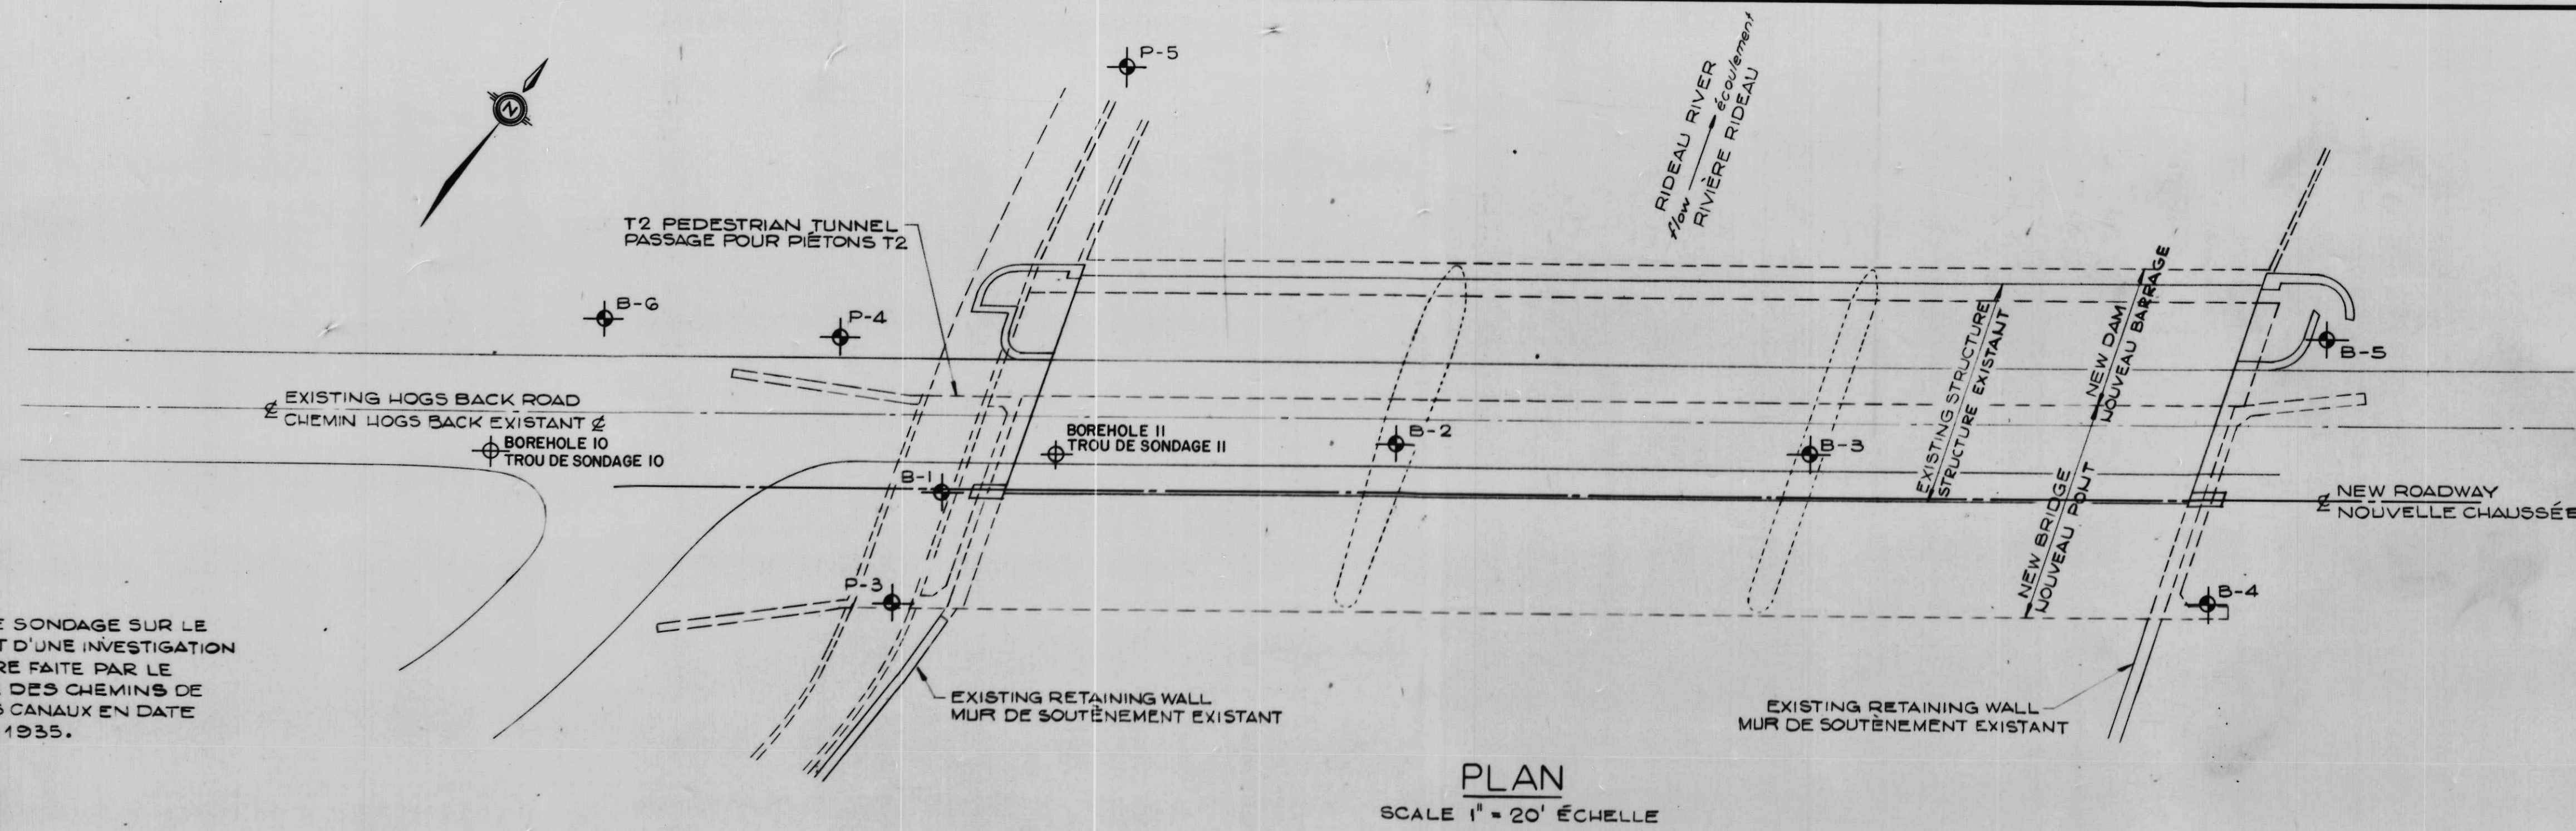 P-5
N
RIDEAU RIVER
flow → écoulement
RIVIÈRE RIDEAU
T2 PEDESTRIAN TUNNEL
PASSAGE POUR PIÉTONS T2
B-6
P-4
B-5
EXISTING STRUCTURE
STRUCTURE EXISTANT
NEW DAM
NOUVEAU BARRAGE
℄ EXISTING HOGS BACK ROAD
CHEMIN HOGS BACK EXISTANT ℄
BOREHOLE 10
TROU DE SONDAGE 10
BOREHOLE 11
TROU DE SONDAGE 11
B-2
B-3
B-1
NEW BRIDGE
NOUVEAU PONT
℄ NEW ROADWAY
NOUVELLE CHAUSSÉE
P-3
B-4
E SONDAGE SUR LE
T D'UNE INVESTIGATION
RE FAITE PAR LE
DES CHEMINS DE
S CANAUX EN DATE
1935.
EXISTING RETAINING WALL
MUR DE SOUTÈNEMENT EXISTANT
EXISTING RETAINING WALL
MUR DE SOUTÈNEMENT EXISTANT
PLAN
SCALE 1" = 20' ÉCHELLE